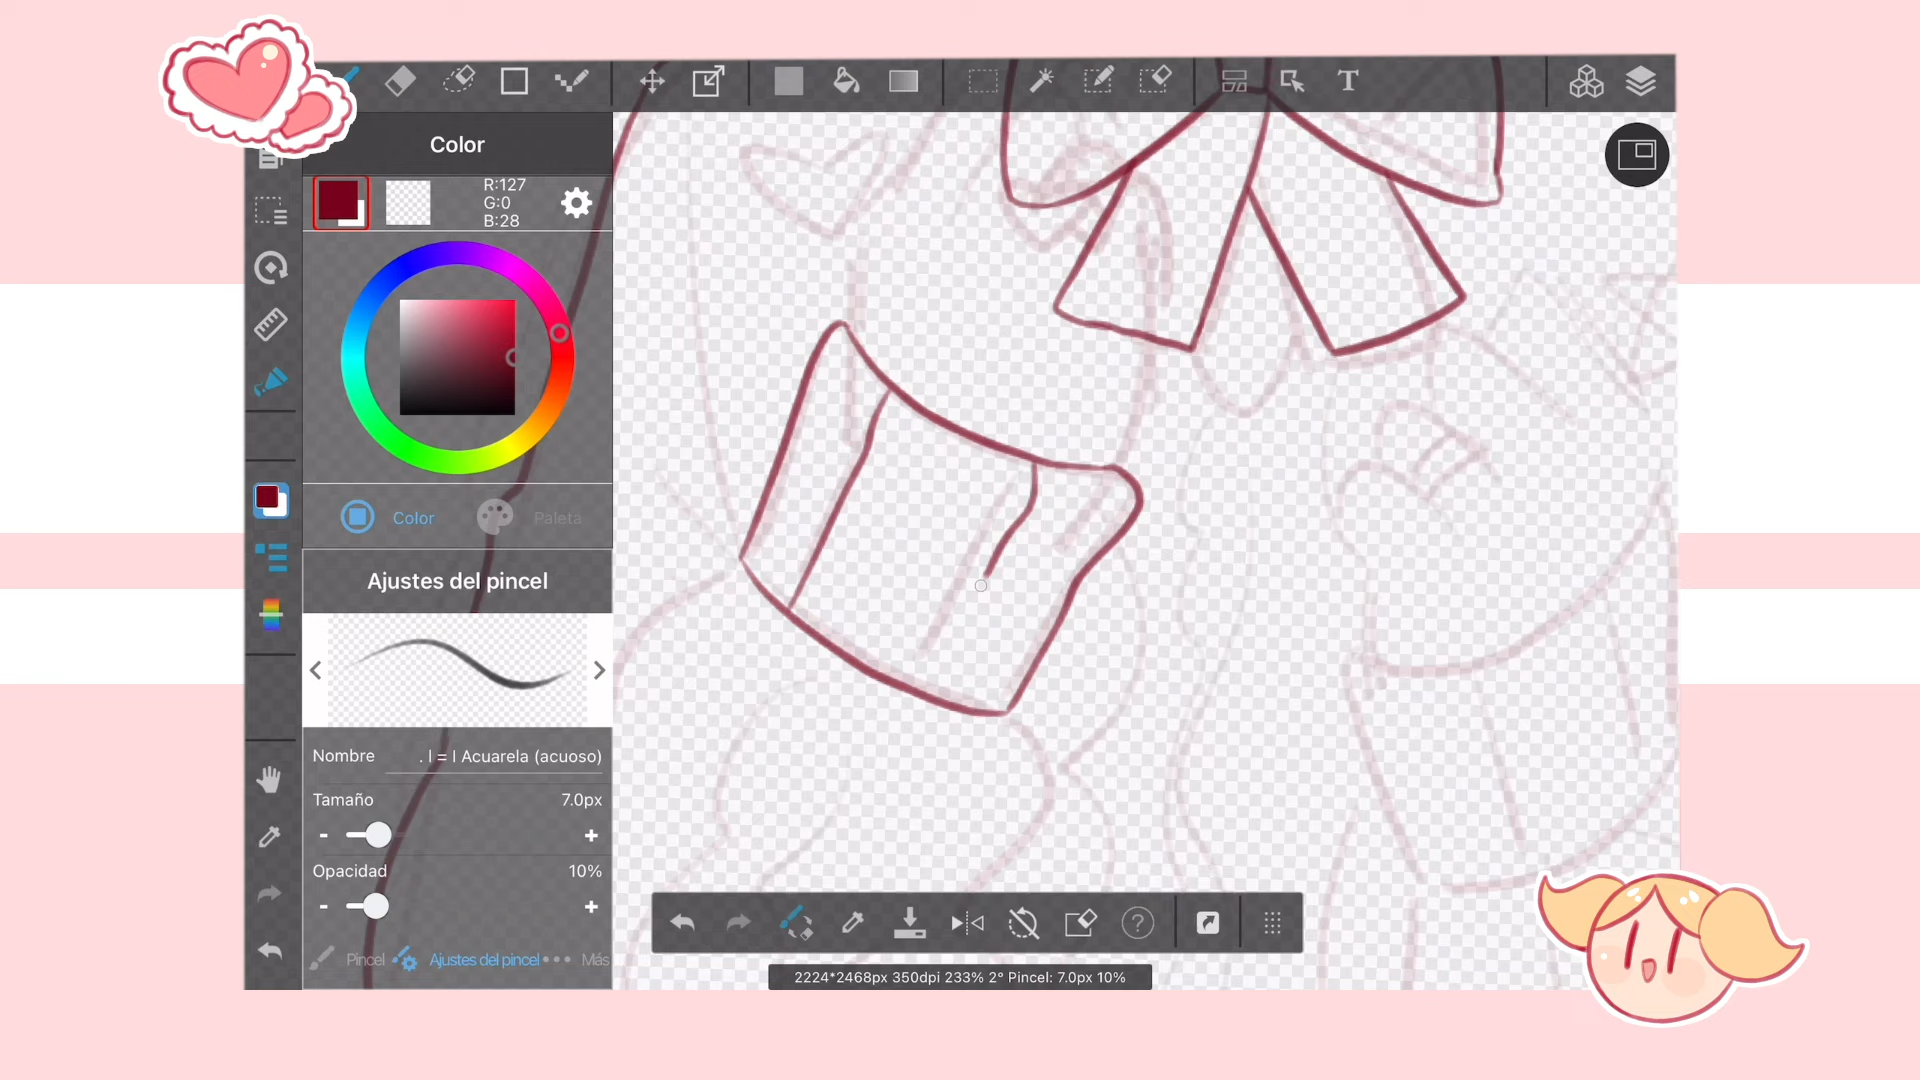 Color
R:127
G:0
B:28
Color
Paleta
Ajustes del pincel
Nombre . I = I Acuarela (acuoso)
Tamaño 7.0px
- +
Opacidad 10%
- +
Pincel Ajustes del pincel Más
2224*2468px 350dpi 233% 2° Pincel: 7.0px 10%